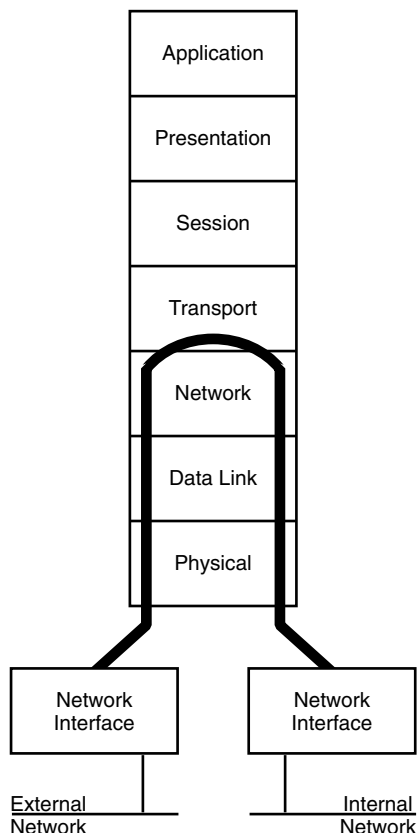 Application
Presentation
Session
Transport
Network
Data Link
Physical
Network
Interface
Network
Interface
External
Network
Internal
Network